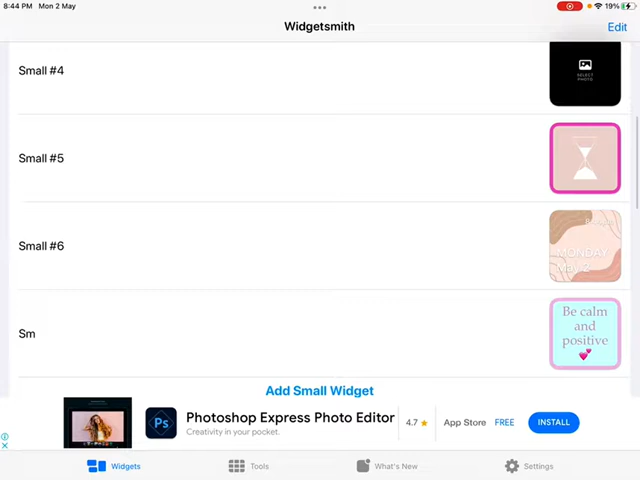 8:44 PM Mon 2 May
19%
Widgetsmith
Edit
Small #4
SELECT
PHOTO
Small #5
Small #6
MONDAY
Sm
Be calm
and
positive
Add Small Widget
Ps
Photoshop Express Photo Editor
Creativity in your pocket.
4.7
App Store
FREE
INSTALL
Widgets
Tools
What's New
Settings